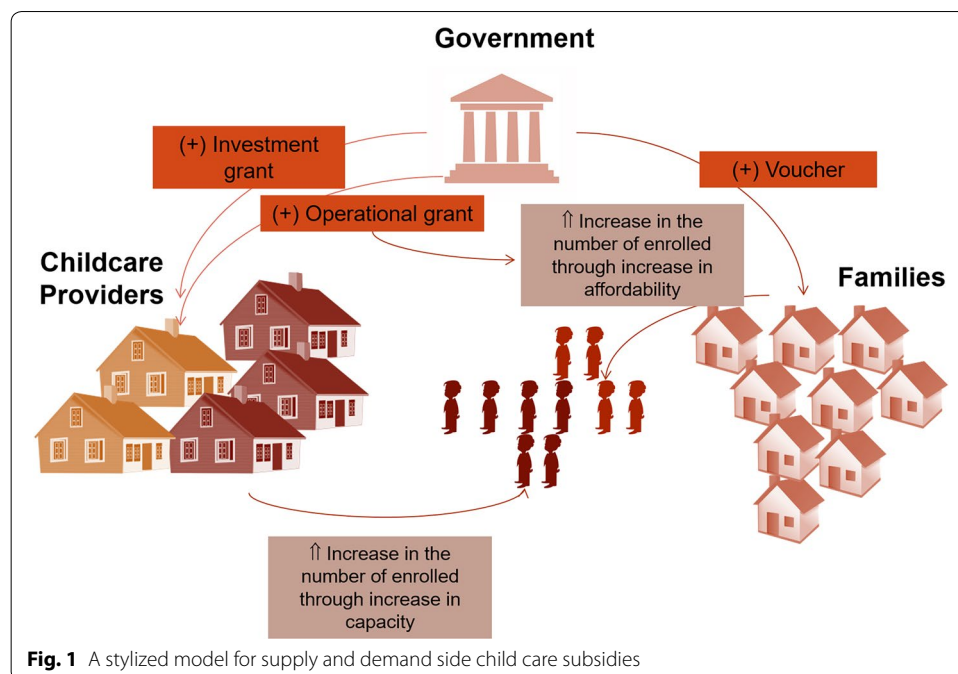 Government
(+) Investment
grant
(+) Voucher
(+) Operational grant
⇑ Increase in the
number of enrolled
through increase in
affordability
Childcare
Providers
Families
⇑ Increase in the
number of enrolled
through increase in
capacity
Fig. 1 A stylized model for supply and demand side child care subsidies